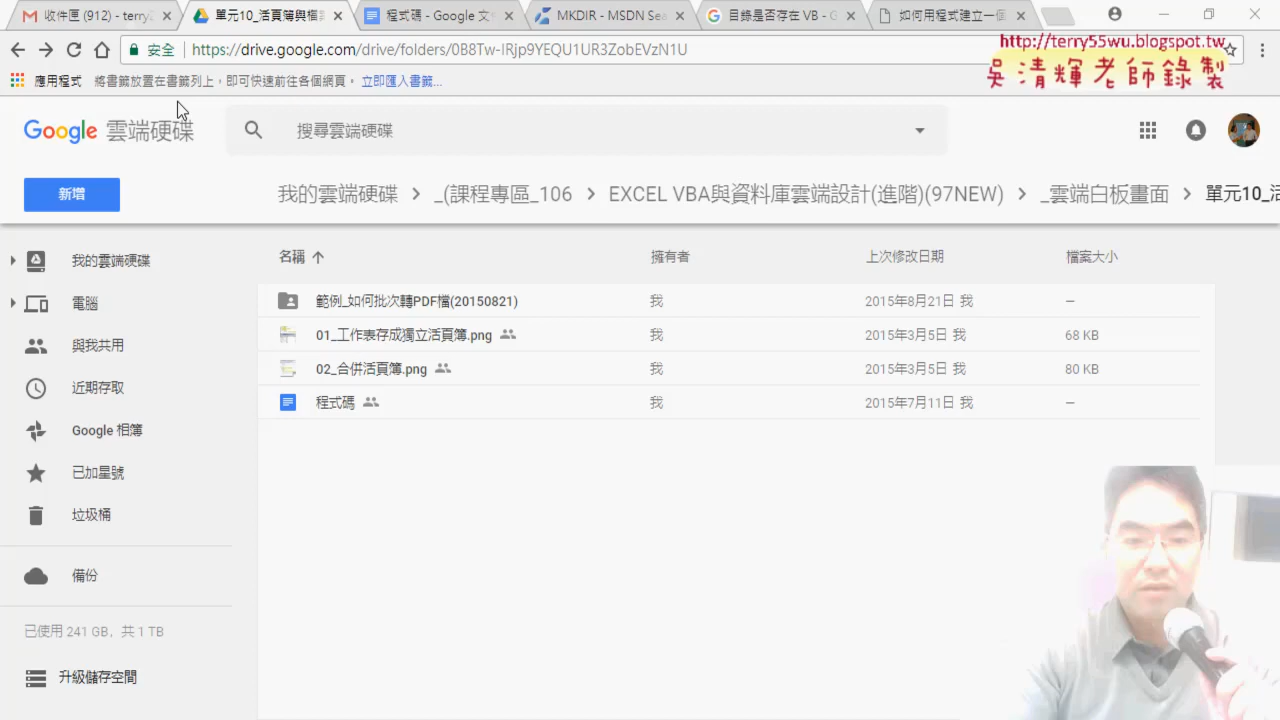 收件匣 (912) - terry
單元10_活頁簿與檔
程式碼 - Google 文
MKDIR - MSDN Sea
目錄是否存在 VB - G
如何用程式建立一個
安全
https://drive.google.com/drive/folders/0B8Tw-IRjp9YEQU1UR3ZobEVzN1U
http://terry55wu.blogspot.tw
吳清輝老師錄製
應用程式
將書籤放置在書籤列上，即可快速前往各個網頁。
立即匯入書籤...
Google 雲端硬碟
搜尋雲端硬碟
新增
我的雲端硬碟 > _(課程專區_106 > EXCEL VBA與資料庫雲端設計(進階)(97NEW) > _雲端白板畫面 > 單元10_活
名稱
擁有者
上次修改日期
檔案大小
我的雲端硬碟
電腦
與我共用
近期存取
Google 相簿
已加星號
垃圾桶
備份
已使用 241 GB，共 1 TB
升級儲存空間
範例_如何批次轉PDF檔(20150821) 我 2015年8月21日 我 –
01_工作表存成獨立活頁簿.png 我 2015年3月5日 我 68 KB
02_合併活頁簿.png 我 2015年3月5日 我 80 KB
程式碼 我 2015年7月11日 我 –